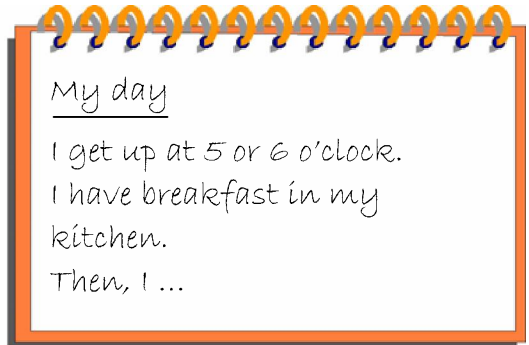 My day
I get up at 5 or 6 o'clock.
I have breakfast in my
kitchen.
Then, I ...